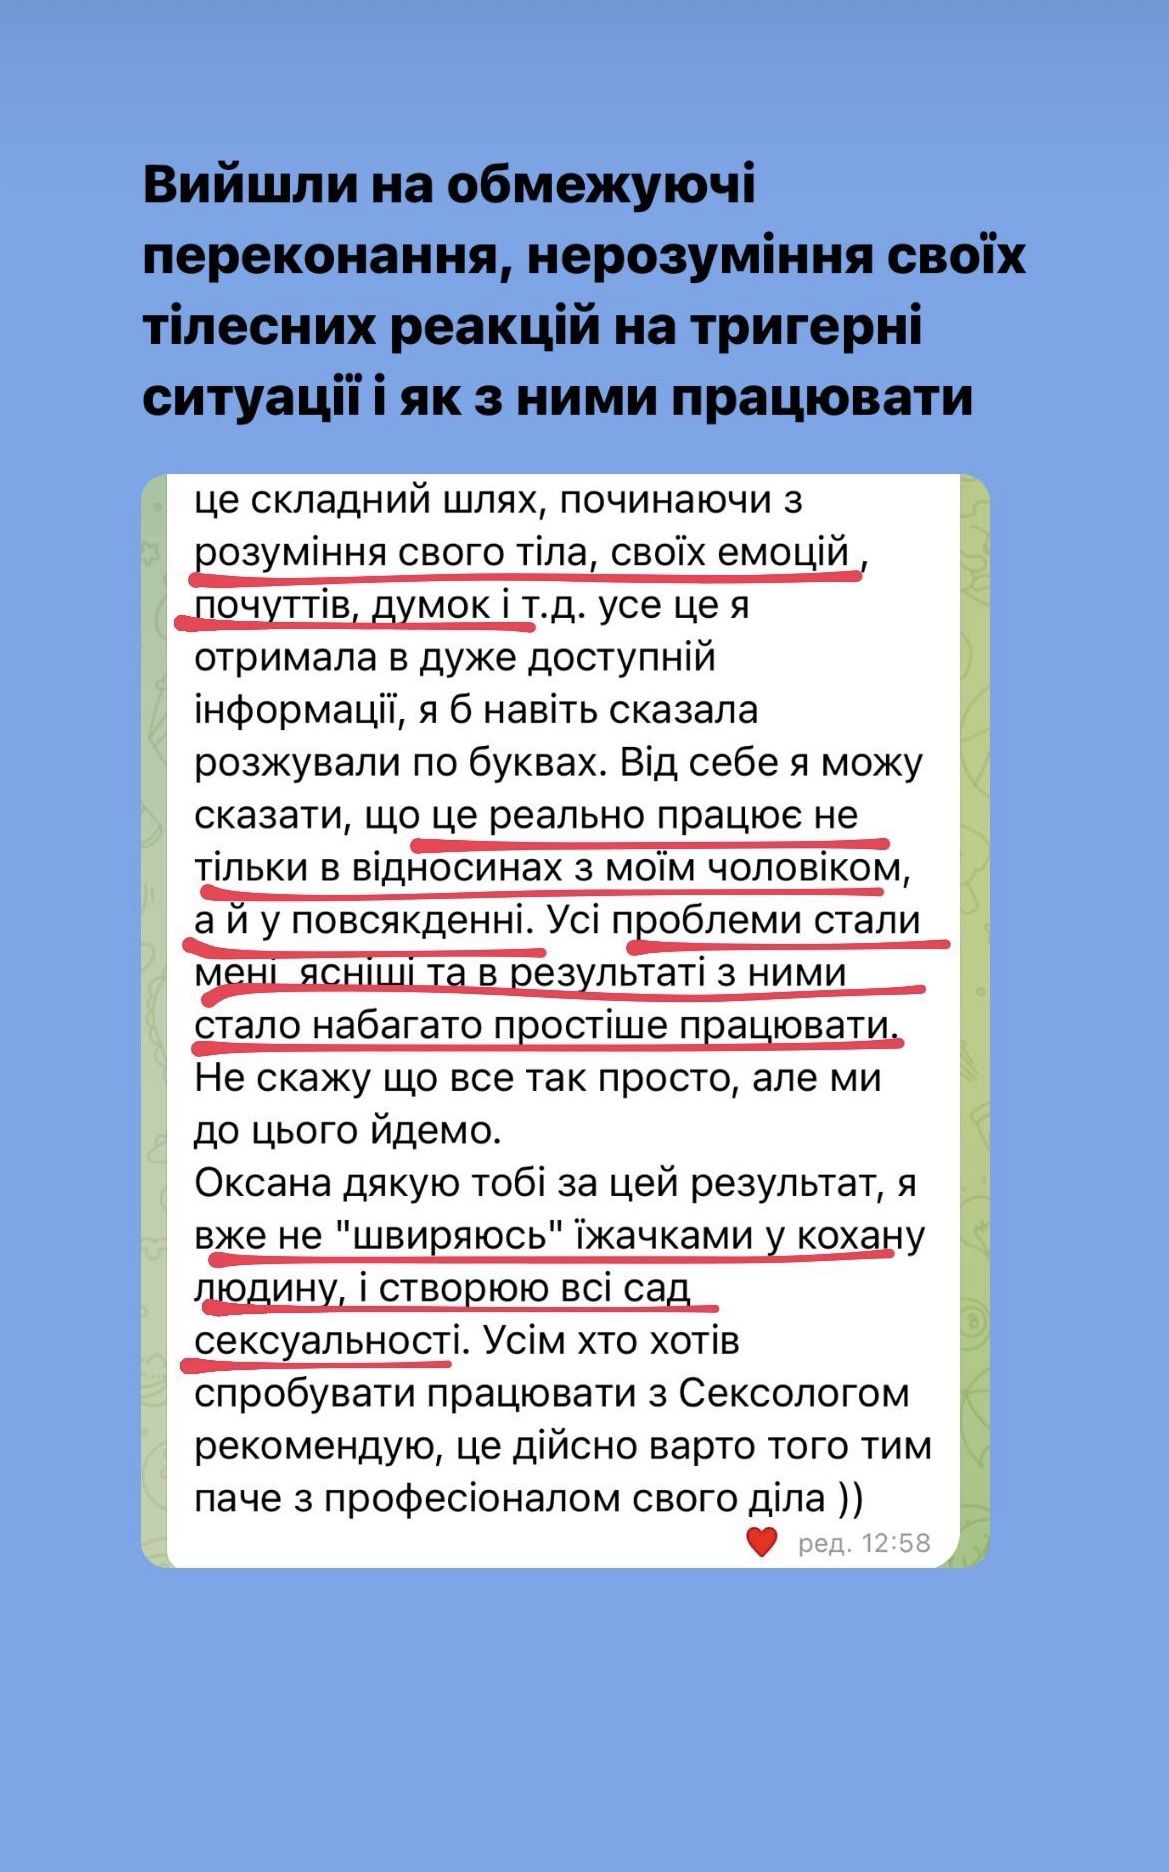 Вийшли на обмежуючі
переконання, нерозуміння своїх
тілесних реакцій на тригерні
ситуації і як з ними працювати
це складний шлях, починаючи з
розуміння свого тіла, своїх емоцій ,
почуттів, думок і т.д. усе це я
отримала в дуже доступній
інформації, я б навіть сказала
розжували по буквах. Від себе я можу
сказати, що це реально працює не
тільки в відносинах з моїм чоловіком,
а й у повсякденні. Усі проблеми стали
мені  ясніші та в результаті з ними
стало набагато простіше працювати.
Не скажу що все так просто, але ми
до цього йдемо.
Оксана дякую тобі за цей результат, я
вже не "швиряюсь" їжачками у кохану
людину, і створюю всі сад
сексуальності. Усім хто хотів
спробувати працювати з Сексологом
рекомендую, це дійсно варто того тим
паче з професіоналом свого діла ))
ред. 12:58